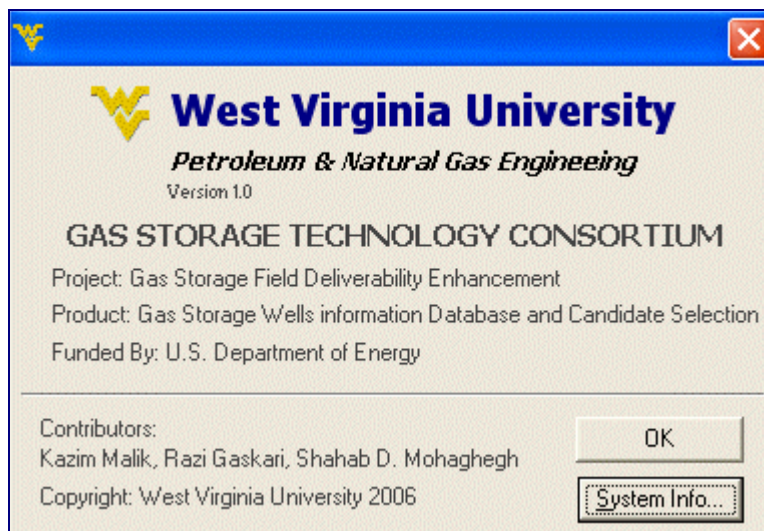 West Virginia University
Petroleum & Natural Gas Engineeing
Version 1.0
GAS STORAGE TECHNOLOGY CONSORTIUM
Project: Gas Storage Field Deliverability Enhancement
Product: Gas Storage Wells information Database and Candidate Selection
Funded By: U.S. Department of Energy
Contributors:
Kazim Malik, Razi Gaskari, Shahab D. Mohaghegh
Copyright: West Virginia University 2006
OK
System Info...